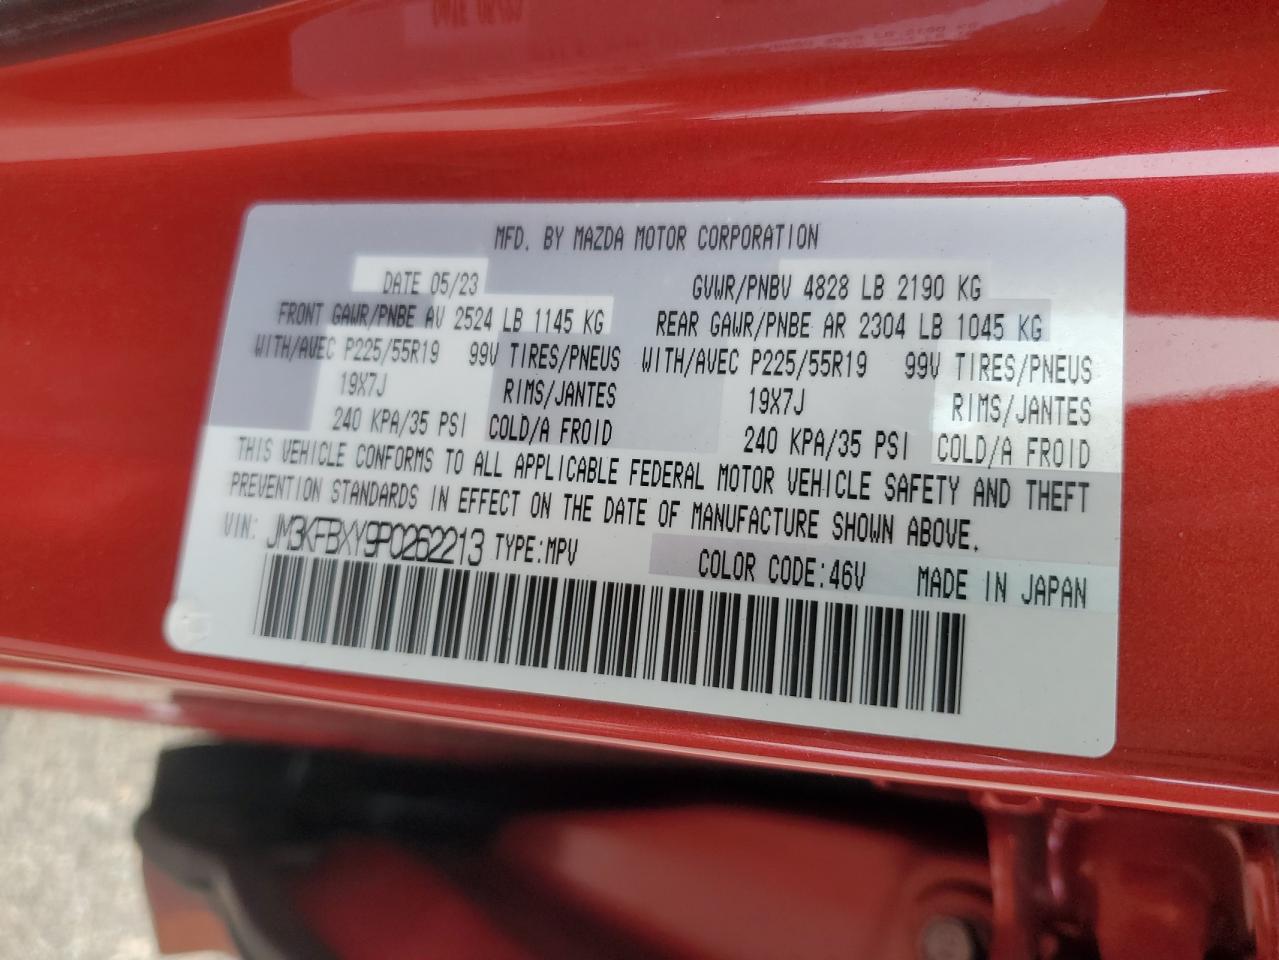 MFD. BY MAZDA MOTOR CORPORATION
DATE 05/23 GVWR/PNBV 4828 LB 2190 KG
FRONT GAWR/PNBE AV 2524 LB 1145 KG REAR GAWR/PNBE AR 2304 LB 1045 KG
WITH/AVEC P225/55R19 99V TIRES/PNEUS WITH/AVEC P225/55R19 99V TIRES/PNEUS
19X7J RIMS/JANTES 19X7J RIMS/JANTES
240 KPA/35 PSI COLD/A FROID 240 KPA/35 PSI COLD/A FROID
THIS VEHICLE CONFORMS TO ALL APPLICABLE FEDERAL MOTOR VEHICLE SAFETY AND THEFT
PREVENTION STANDARDS IN EFFECT ON THE DATE OF MANUFACTURE SHOWN ABOVE.
VIN: JM3KFBXY9P0262213 TYPE:MPV COLOR CODE:46V MADE IN JAPAN